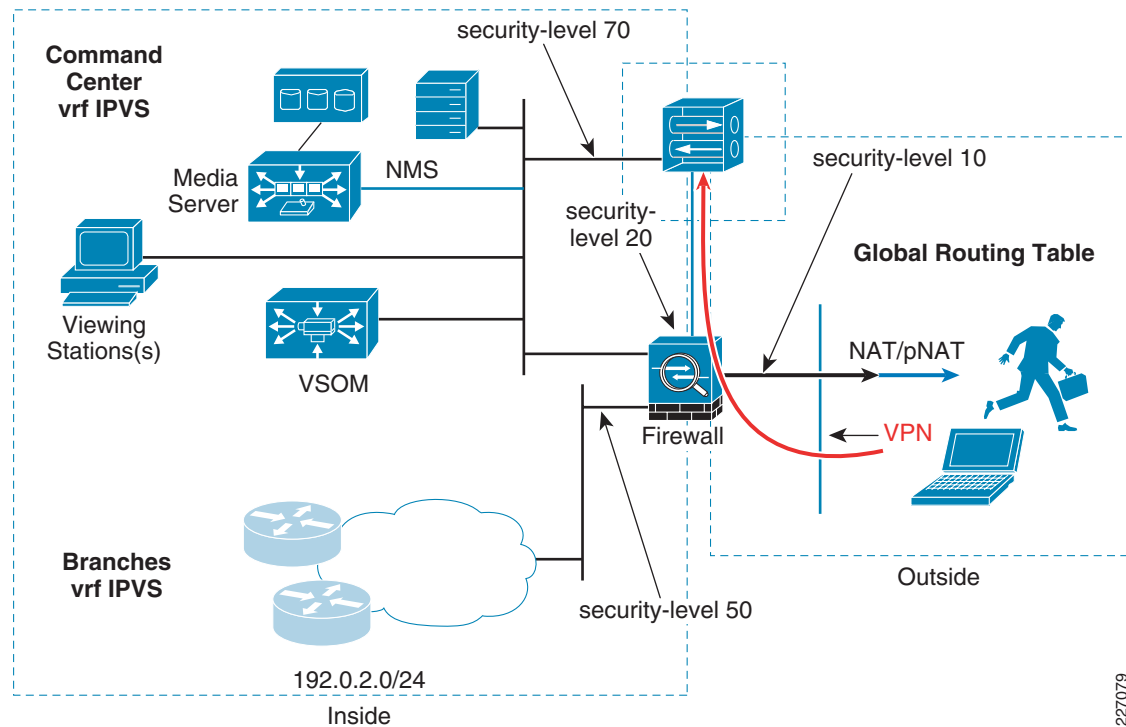 security-level 70
Command
Center
vrf IPVS
NMS
Media
Server
security-level 10
security-
level 20
Global Routing Table
Viewing
Stations(s)
VSOM
NAT/pNAT
Firewall
VPN
Branches
vrf IPVS
security-level 50
Outside
192.0.2.0/24
Inside
227079